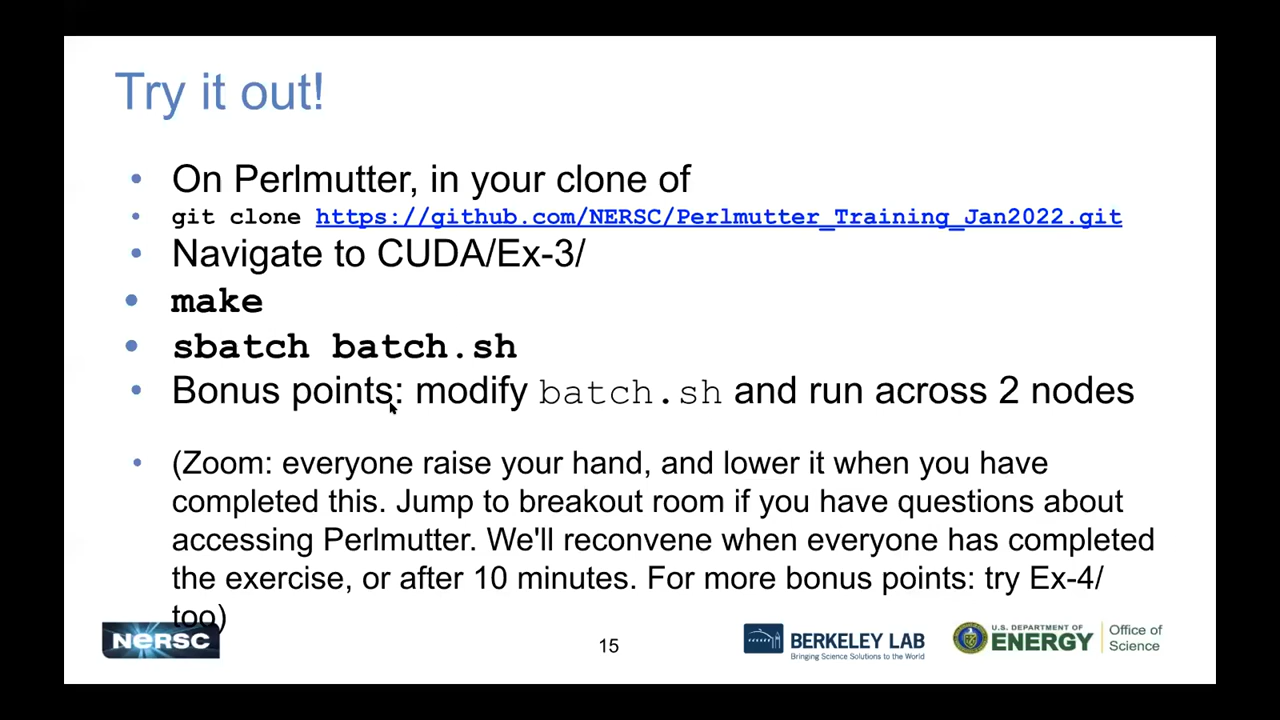 Try it out!
• On Perlmutter, in your clone of
• git clone https://github.com/NERSC/Perlmutter_Training_Jan2022.git
• Navigate to CUDA/Ex-3/
• make
• sbatch batch.sh
• Bonus points: modify batch.sh and run across 2 nodes
• (Zoom: everyone raise your hand, and lower it when you have
completed this. Jump to breakout room if you have questions about
accessing Perlmutter. We'll reconvene when everyone has completed
the exercise, or after 10 minutes. For more bonus points: try Ex-4/
too)
NERSC
15
BERKELEY LAB
Bringing Science Solutions to the World
U.S. DEPARTMENT OF
ENERGY
Office of
Science